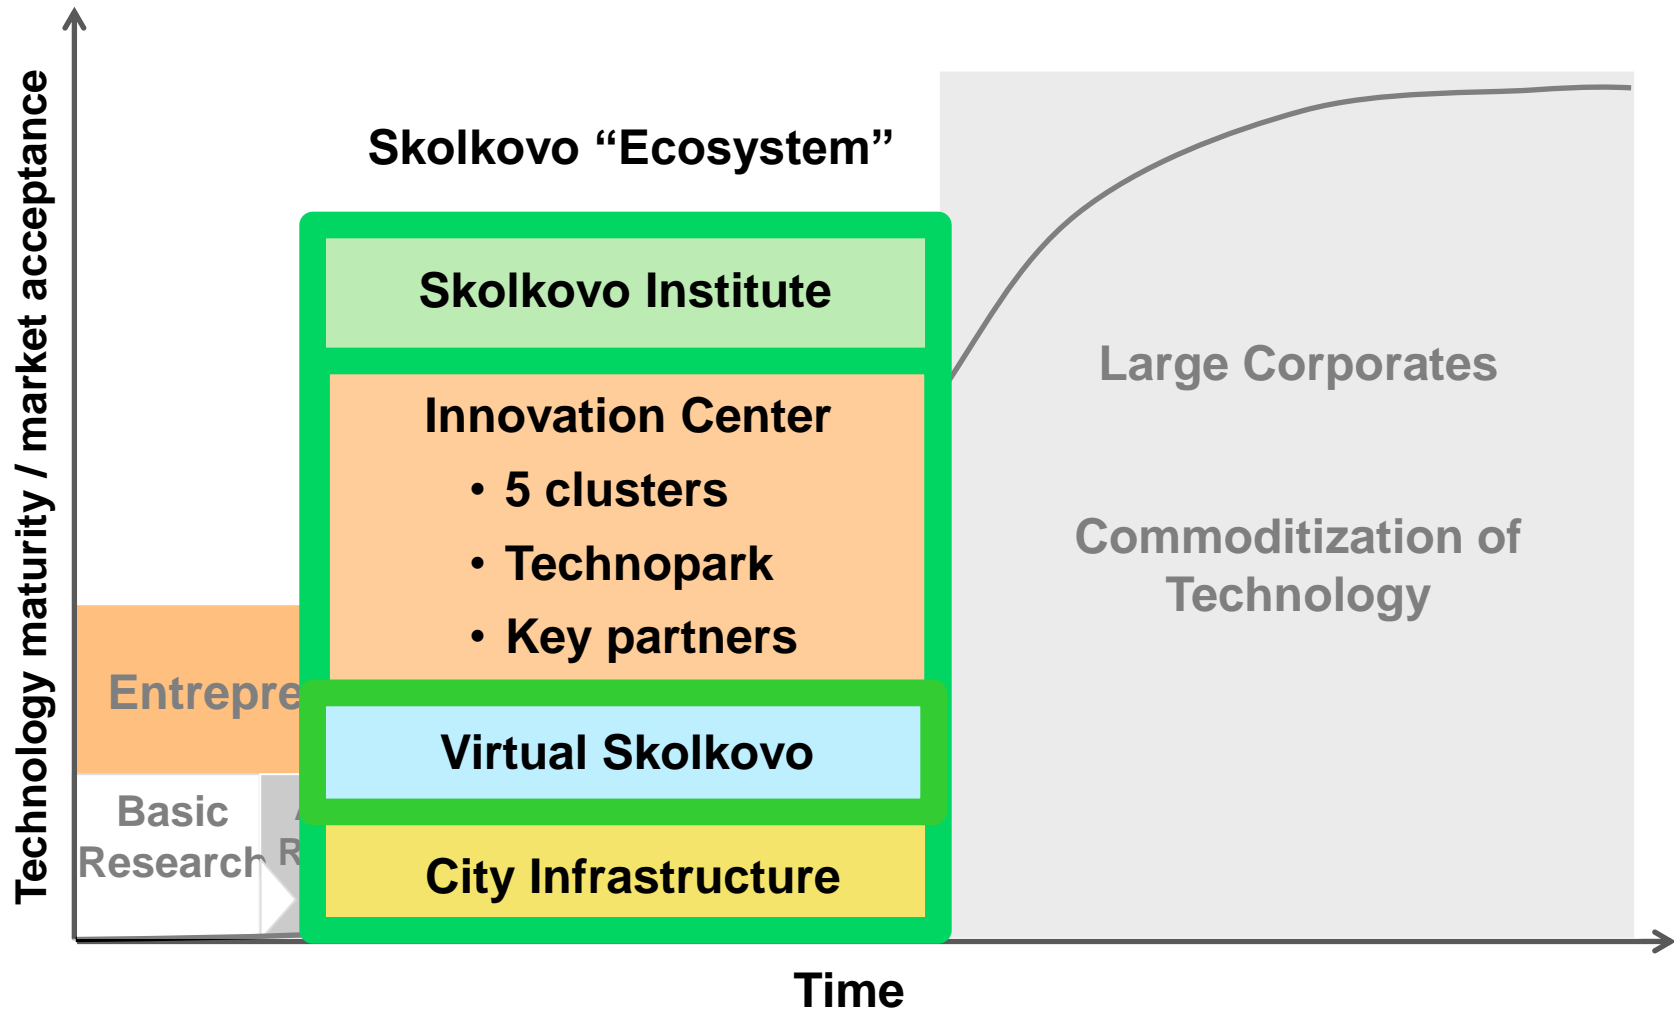 Technology maturity / market acceptance
Skolkovo “Ecosystem”
Skolkovo Institute
Innovation Center
• 5 clusters
• Technopark
• Key partners
Virtual Skolkovo
City Infrastructure
Basic
Research
Large Corporates
Commoditization of
Technology
Time